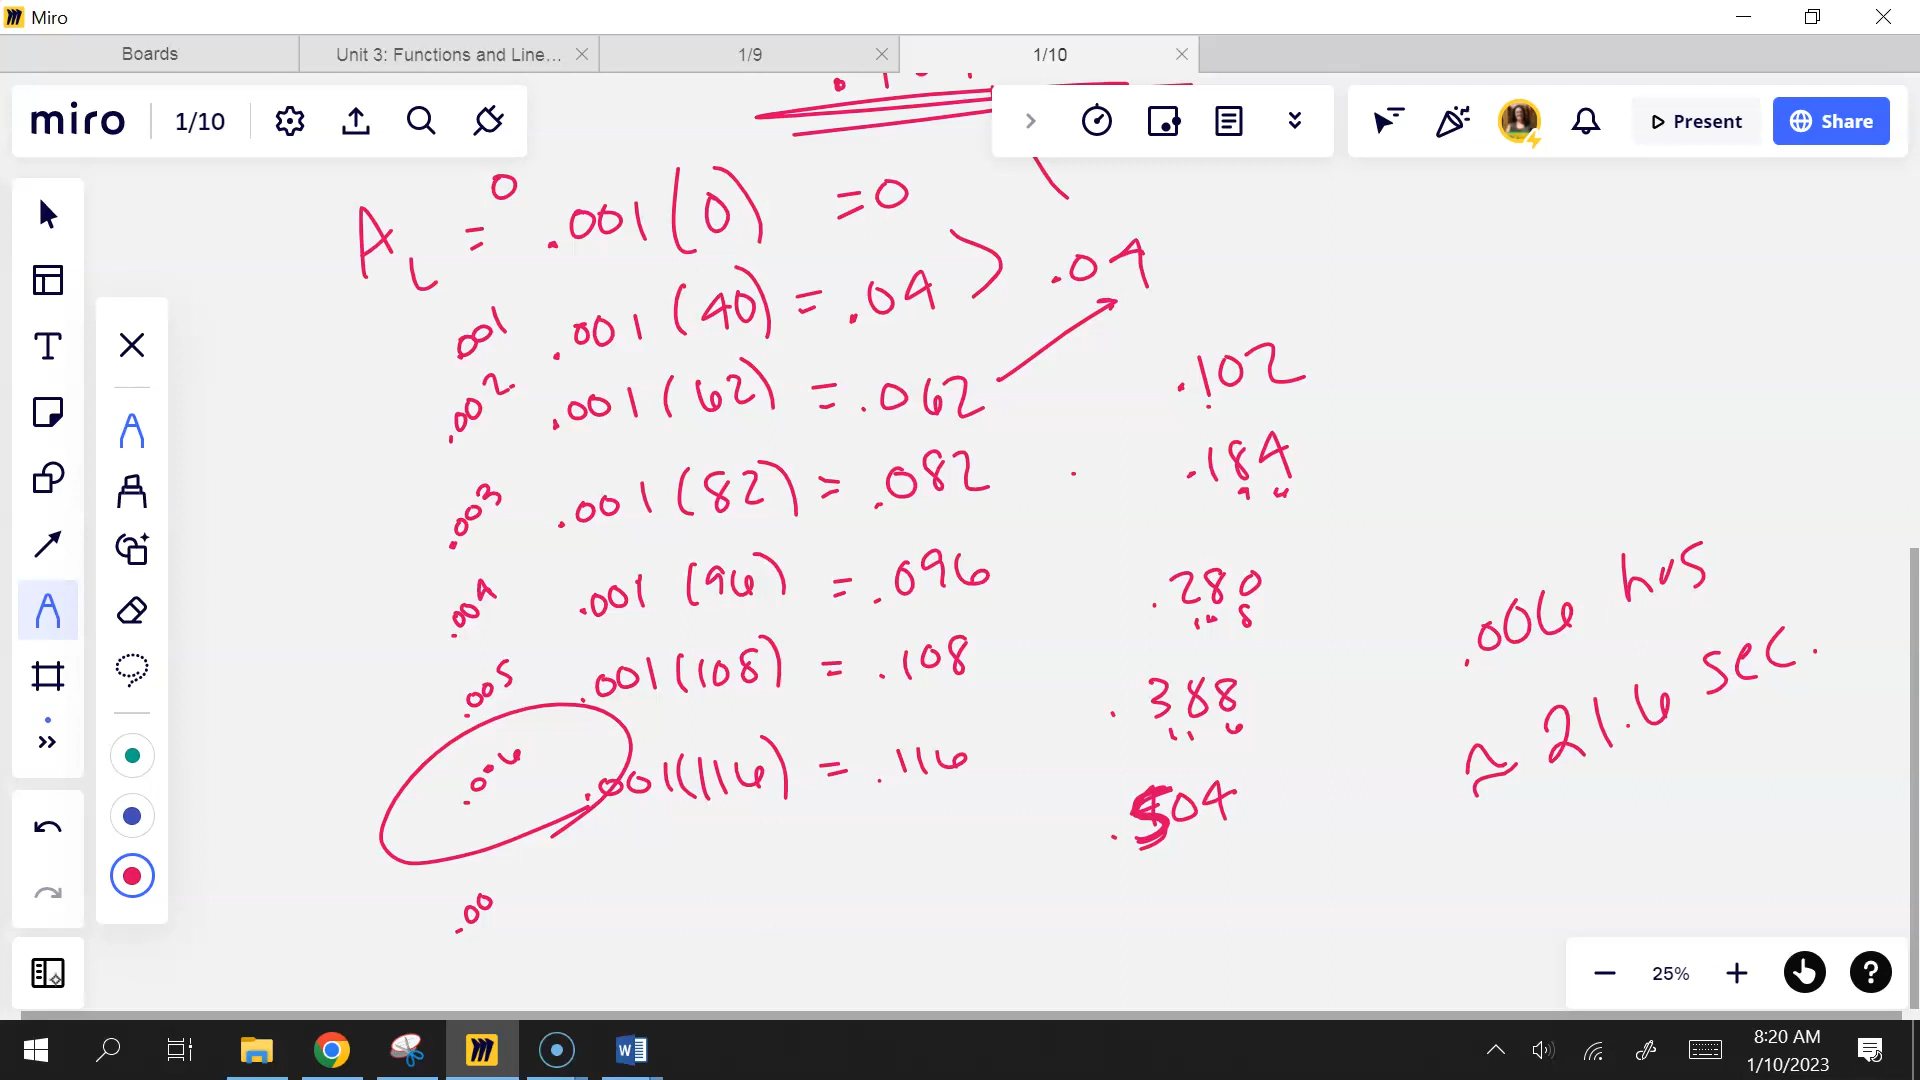 Miro
Boards
Unit 3: Functions and Line...
1/9
1/10
miro
1/10
Present
Share
0
A_L = .001(0) = 0
.001 .001(40) = .04 > .04
.002 .001(62) = .062
.102
.003 .001(82) = .082
.184
.004 .001(96) = .096
.280
.005 .001(108) = .108
.388
.006 .001(116) = .116
.504
.00
.006 hrs
≈ 21.6 sec.
25%
8:20 AM
1/10/2023